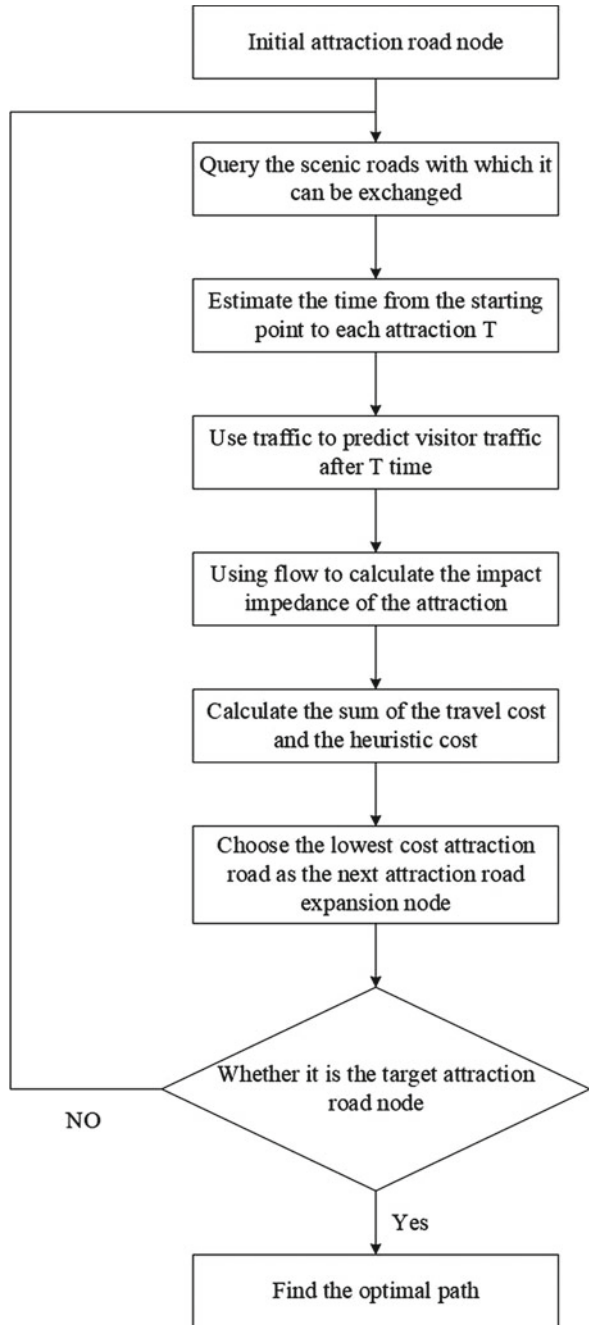 Initial attraction road node
Query the scenic roads with which it
can be exchanged
Estimate the time from the starting
point to each attraction T
Use traffic to predict visitor traffic
after T time
Using flow to calculate the impact
impedance of the attraction
Calculate the sum of the travel cost
and the heuristic cost
Choose the lowest cost attraction
road as the next attraction road
expansion node
Whether it is the target attraction
road node
NO
Yes
Find the optimal path